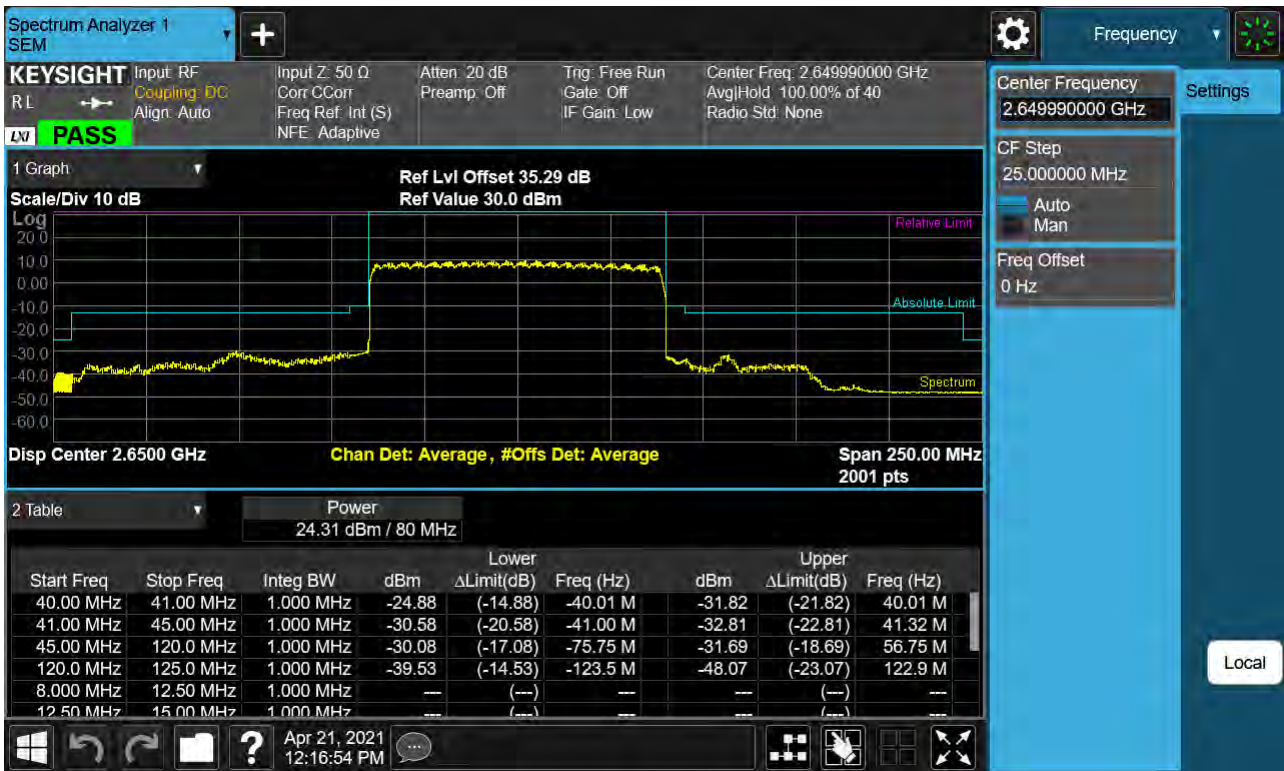 Spectrum Analyzer 1
SEM
Frequency
KEYSIGHT
R L
LXI
PASS
Input: RF
Coupling: DC
Align: Auto
Input Z: 50 Ω
Corr CCorr
Freq Ref: Int (S)
NFE: Adaptive
Atten: 20 dB
Preamp: Off
Trig: Free Run
Gate: Off
IF Gain: Low
Center Freq: 2.649990000 GHz
Avg|Hold: 100.00% of 40
Radio Std: None
Center Frequency
2.649990000 GHz
Settings
CF Step
25.000000 MHz
Auto
Man
Freq Offset
0 Hz
1 Graph
Scale/Div 10 dB
Ref Lvl Offset 35.29 dB
Ref Value 30.0 dBm
Log
20.0
10.0
0.00
-10.0
-20.0
-30.0
-40.0
-50.0
-60.0
Relative Limit
Absolute Limit
Spectrum
Disp Center 2.6500 GHz
Chan Det: Average, #Offs Det: Average
Span 250.00 MHz
2001 pts
2 Table
Power
24.31 dBm / 80 MHz
Lower Upper
Start Freq Stop Freq Integ BW dBm ΔLimit(dB) Freq (Hz) dBm ΔLimit(dB) Freq (Hz)
40.00 MHz 41.00 MHz 1.000 MHz -24.88 (-14.88) -40.01 M -31.82 (-21.82) 40.01 M
41.00 MHz 45.00 MHz 1.000 MHz -30.58 (-20.58) -41.00 M -32.81 (-22.81) 41.32 M
45.00 MHz 120.0 MHz 1.000 MHz -30.08 (-17.08) -75.75 M -31.69 (-18.69) 56.75 M
120.0 MHz 125.0 MHz 1.000 MHz -39.53 (-14.53) -123.5 M -48.07 (-23.07) 122.9 M
8.000 MHz 12.50 MHz 1.000 MHz --- (---) --- --- (---) ---
12.50 MHz 15.00 MHz 1.000 MHz --- (---) --- --- (---) ---
Local
?
Apr 21, 2021
12:16:54 PM